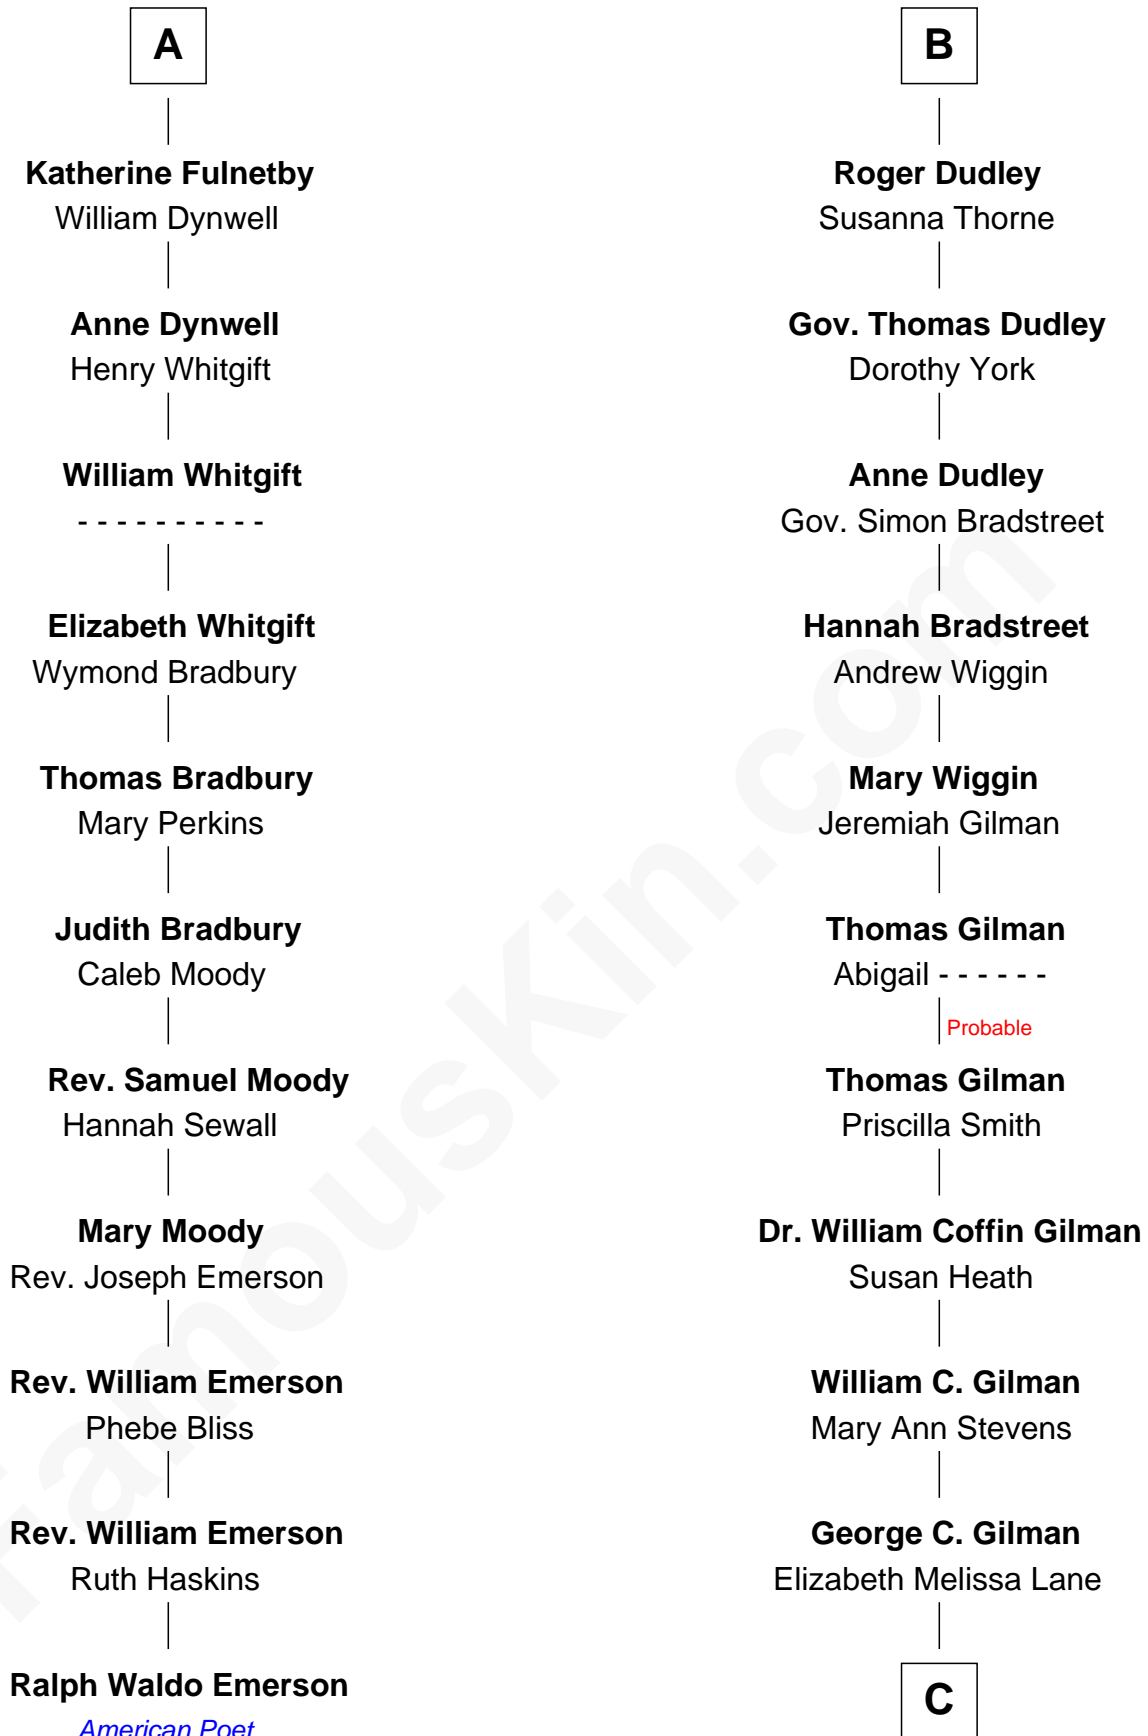 A
Katherine Fulnetby
William Dynwell
Anne Dynwell
Henry Whitgift
William Whitgift
- - - - - - - - - -
Elizabeth Whitgift
Wymond Bradbury
Thomas Bradbury
Mary Perkins
Judith Bradbury
Caleb Moody
Rev. Samuel Moody
Hannah Sewall
Mary Moody
Rev. Joseph Emerson
Rev. William Emerson
Phebe Bliss
Rev. William Emerson
Ruth Haskins
Ralph Waldo Emerson
American Poet
B
Roger Dudley
Susanna Thorne
Gov. Thomas Dudley
Dorothy York
Anne Dudley
Gov. Simon Bradstreet
Hannah Bradstreet
Andrew Wiggin
Mary Wiggin
Jeremiah Gilman
Thomas Gilman
Abigail - - - - - -
Probable
Thomas Gilman
Priscilla Smith
Dr. William Coffin Gilman
Susan Heath
William C. Gilman
Mary Ann Stevens
George C. Gilman
Elizabeth Melissa Lane
C
FamousKin.com